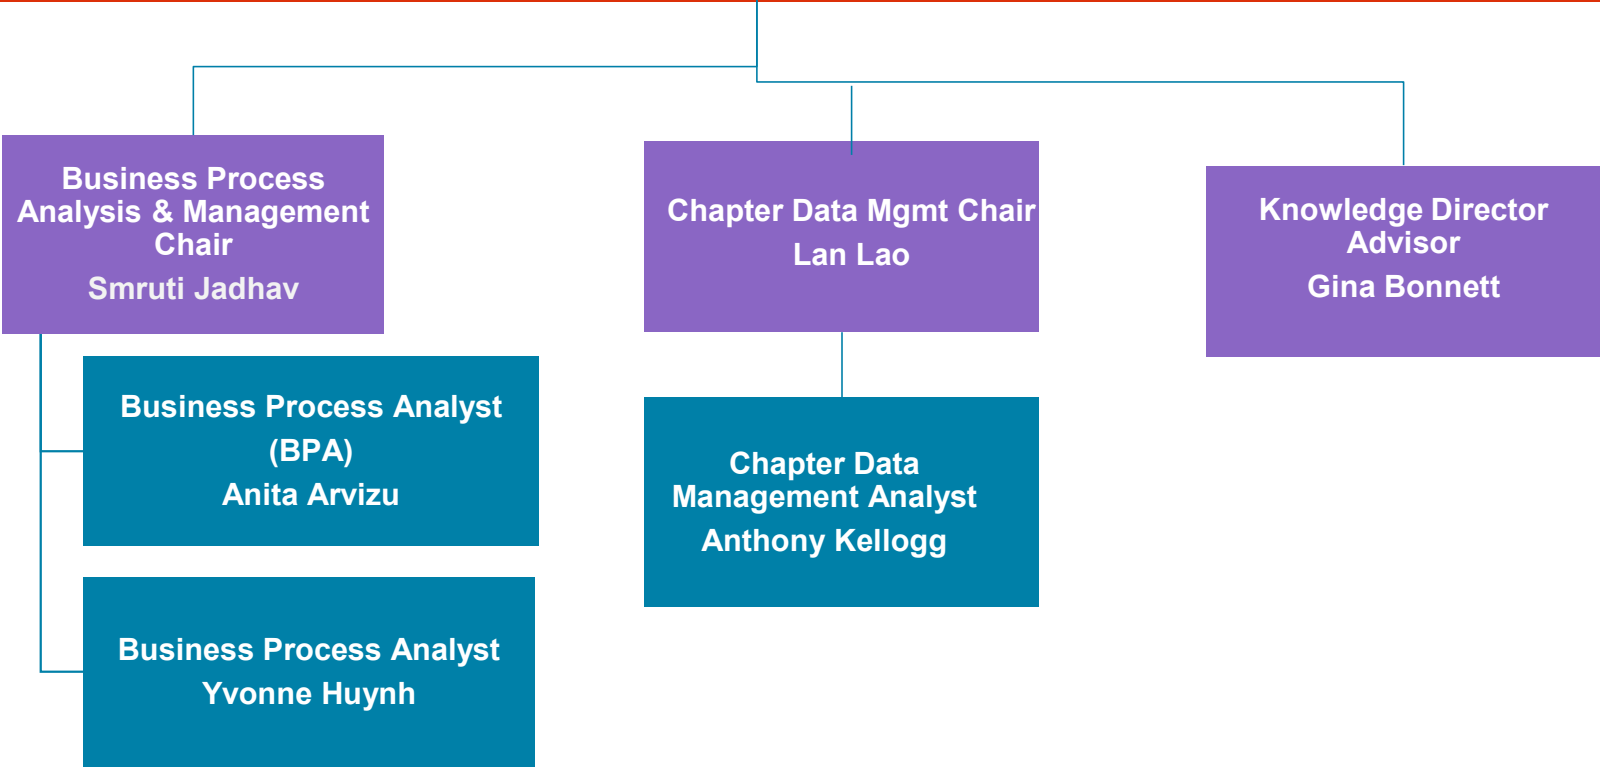 Business Process
Analysis & Management
Chair
Smruti Jadhav
Chapter Data Mgmt Chair
Lan Lao
Knowledge Director
Advisor
Gina Bonnett
Business Process Analyst
(BPA)
Anita Arvizu
Chapter Data
Management Analyst
Anthony Kellogg
Business Process Analyst
Yvonne Huynh